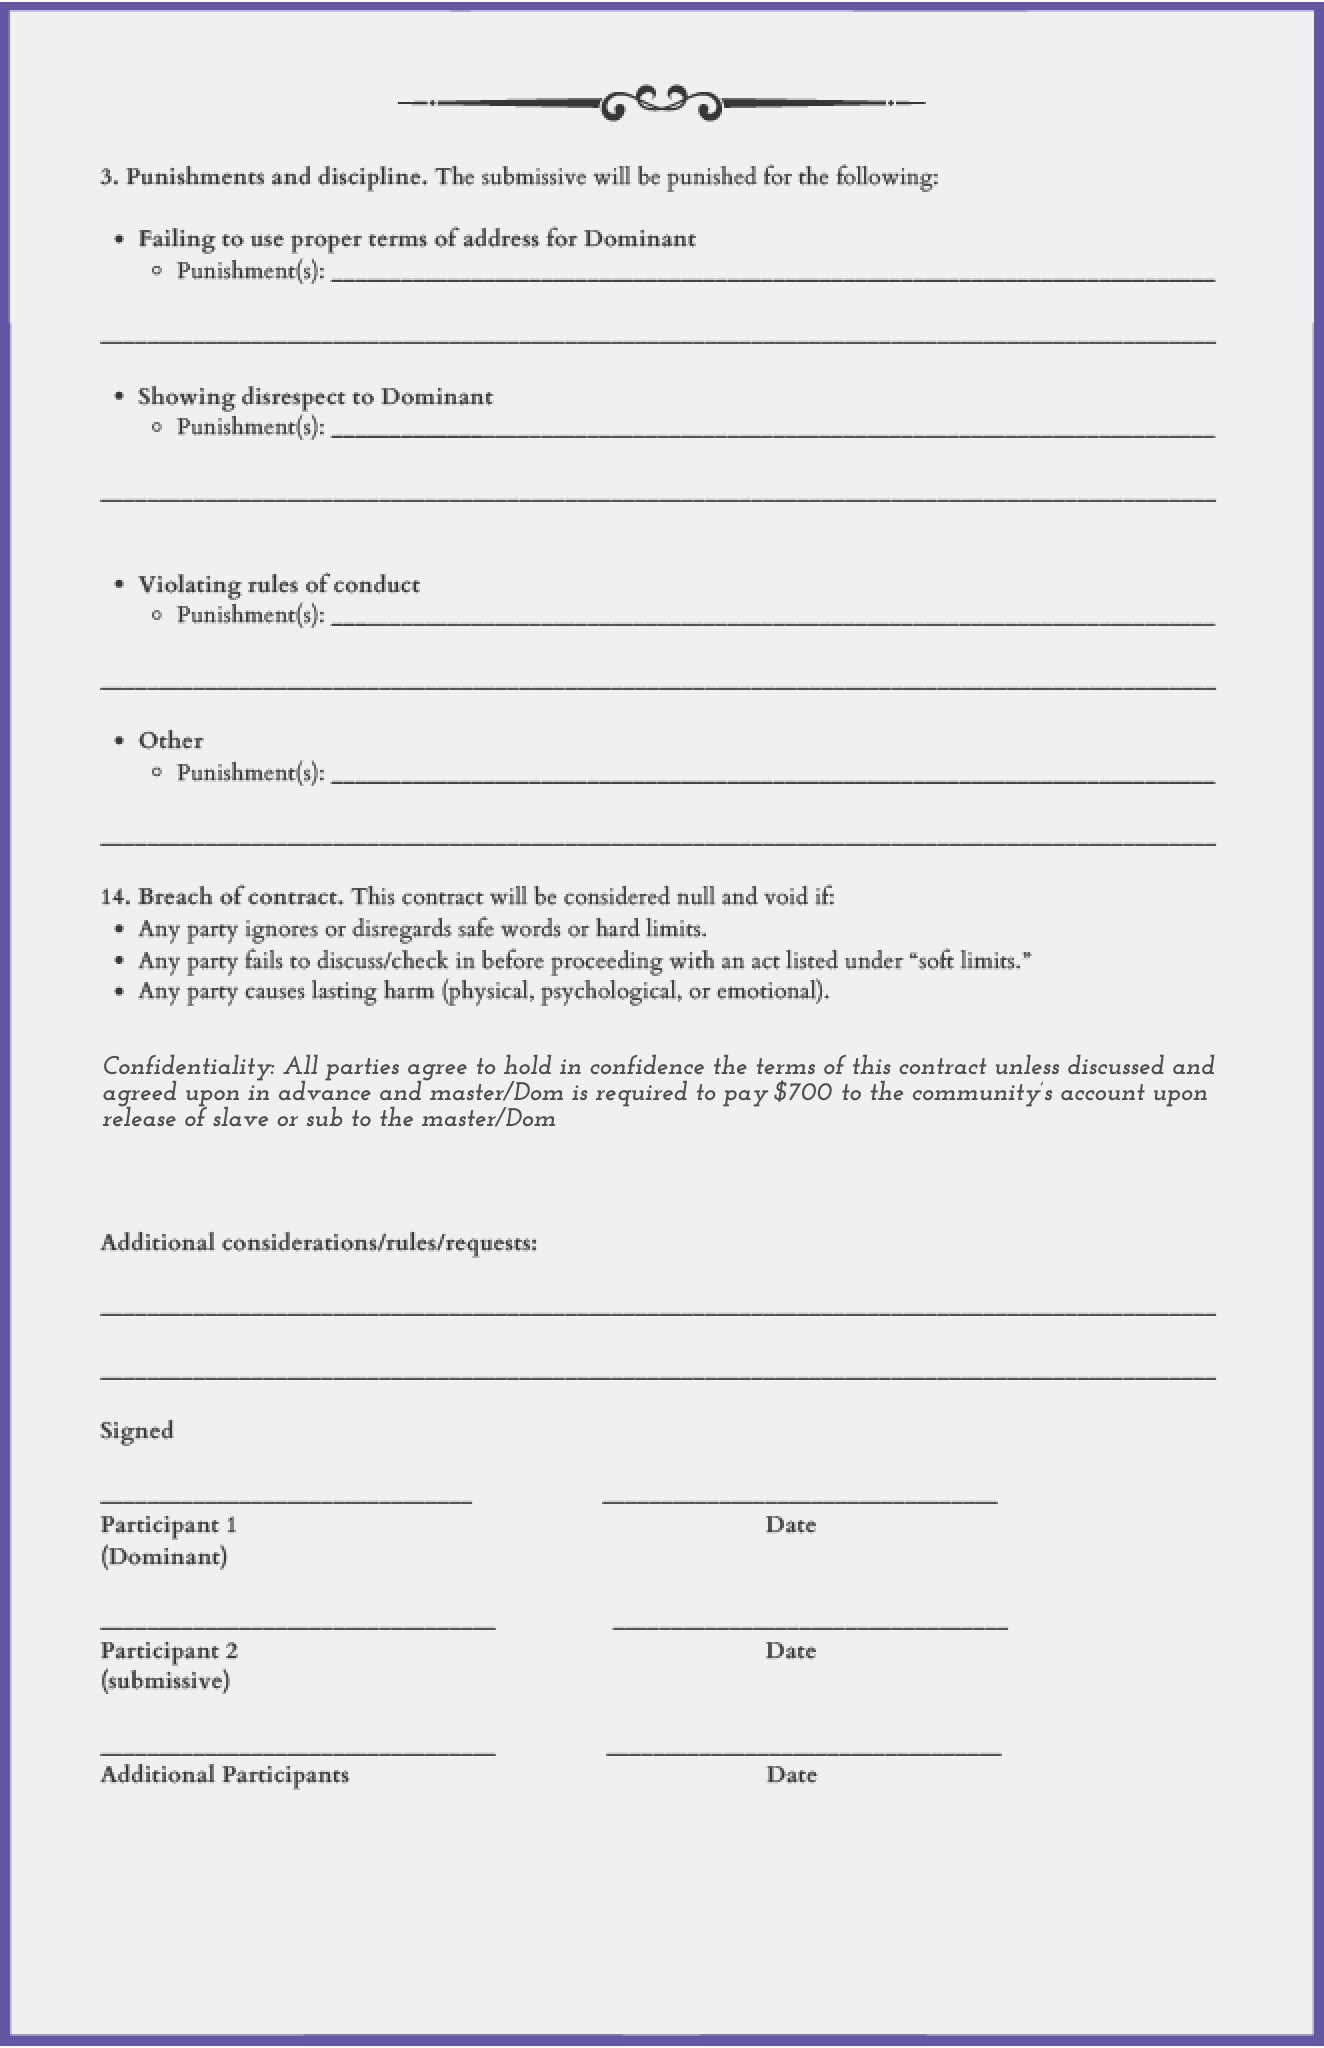 3. Punishments and discipline. The submissive will be punished for the following:
• Failing to use proper terms of address for Dominant
○ Punishment(s):
• Showing disrespect to Dominant
○ Punishment(s):
• Violating rules of conduct
○ Punishment(s):
• Other
○ Punishment(s):
14. Breach of contract. This contract will be considered null and void if:
• Any party ignores or disregards safe words or hard limits.
• Any party fails to discuss/check in before proceeding with an act listed under “soft limits.”
• Any party causes lasting harm (physical, psychological, or emotional).
Confidentiality: All parties agree to hold in confidence the terms of this contract unless discussed and
agreed upon in advance and master/Dom is required to pay $700 to the community's account upon
release of slave or sub to the master/Dom
Additional considerations/rules/requests:
Signed
Participant 1 Date
(Dominant)
Participant 2 Date
(submissive)
Additional Participants Date